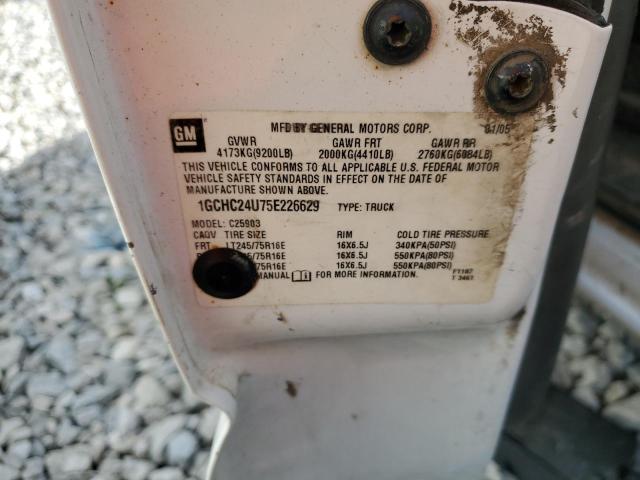 GM MFD BY GENERAL MOTORS CORP. 01/05
GVWR GAWR FRT GAWR RR
4173KG(9200LB) 2000KG(4410LB) 2760KG(6084LB)
THIS VEHICLE CONFORMS TO ALL APPLICABLE U.S. FEDERAL MOTOR
VEHICLE SAFETY STANDARDS IN EFFECT ON THE DATE OF
MANUFACTURE SHOWN ABOVE.
1GCHC24U75E226629 TYPE: TRUCK
MODEL: C25903
TIRE SIZE RIM COLD TIRE PRESSURE
FRT LT245/75R16E 16X6.5J 340KPA(50PSI)
/75R16E 16X6.5J 550KPA(80PSI)
75R16E 16X6.5J 550KPA(80PSI)
MANUAL FOR MORE INFORMATION.